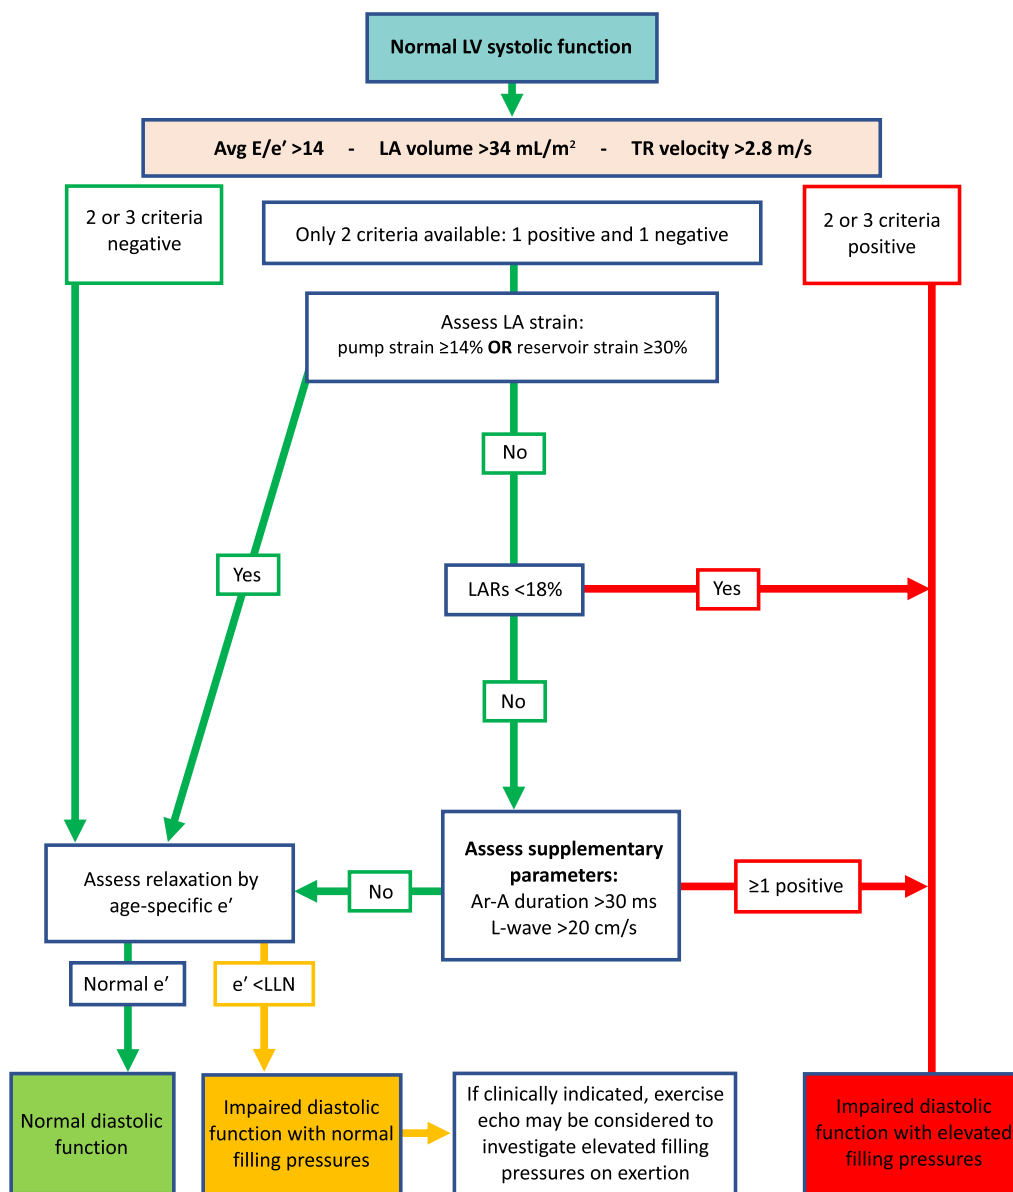 Normal LV systolic function
Avg E/e’ >14 - LA volume >34 mL/m² - TR velocity >2.8 m/s
2 or 3 criteria
negative
Only 2 criteria available: 1 positive and 1 negative
2 or 3 criteria
positive
Assess LA strain:
pump strain ≥14% OR reservoir strain ≥30%
No
Yes
LARs <18%
Yes
No
Assess supplementary
parameters:
Ar-A duration >30 ms
L-wave >20 cm/s
≥1 positive
No
Assess relaxation by
age-specific e’
Normal e’
e’ <LLN
Normal diastolic
function
Impaired diastolic
function with normal
filling pressures
If clinically indicated, exercise
echo may be considered to
investigate elevated filling
pressures on exertion
Impaired diastolic
function with elevated
filling pressures